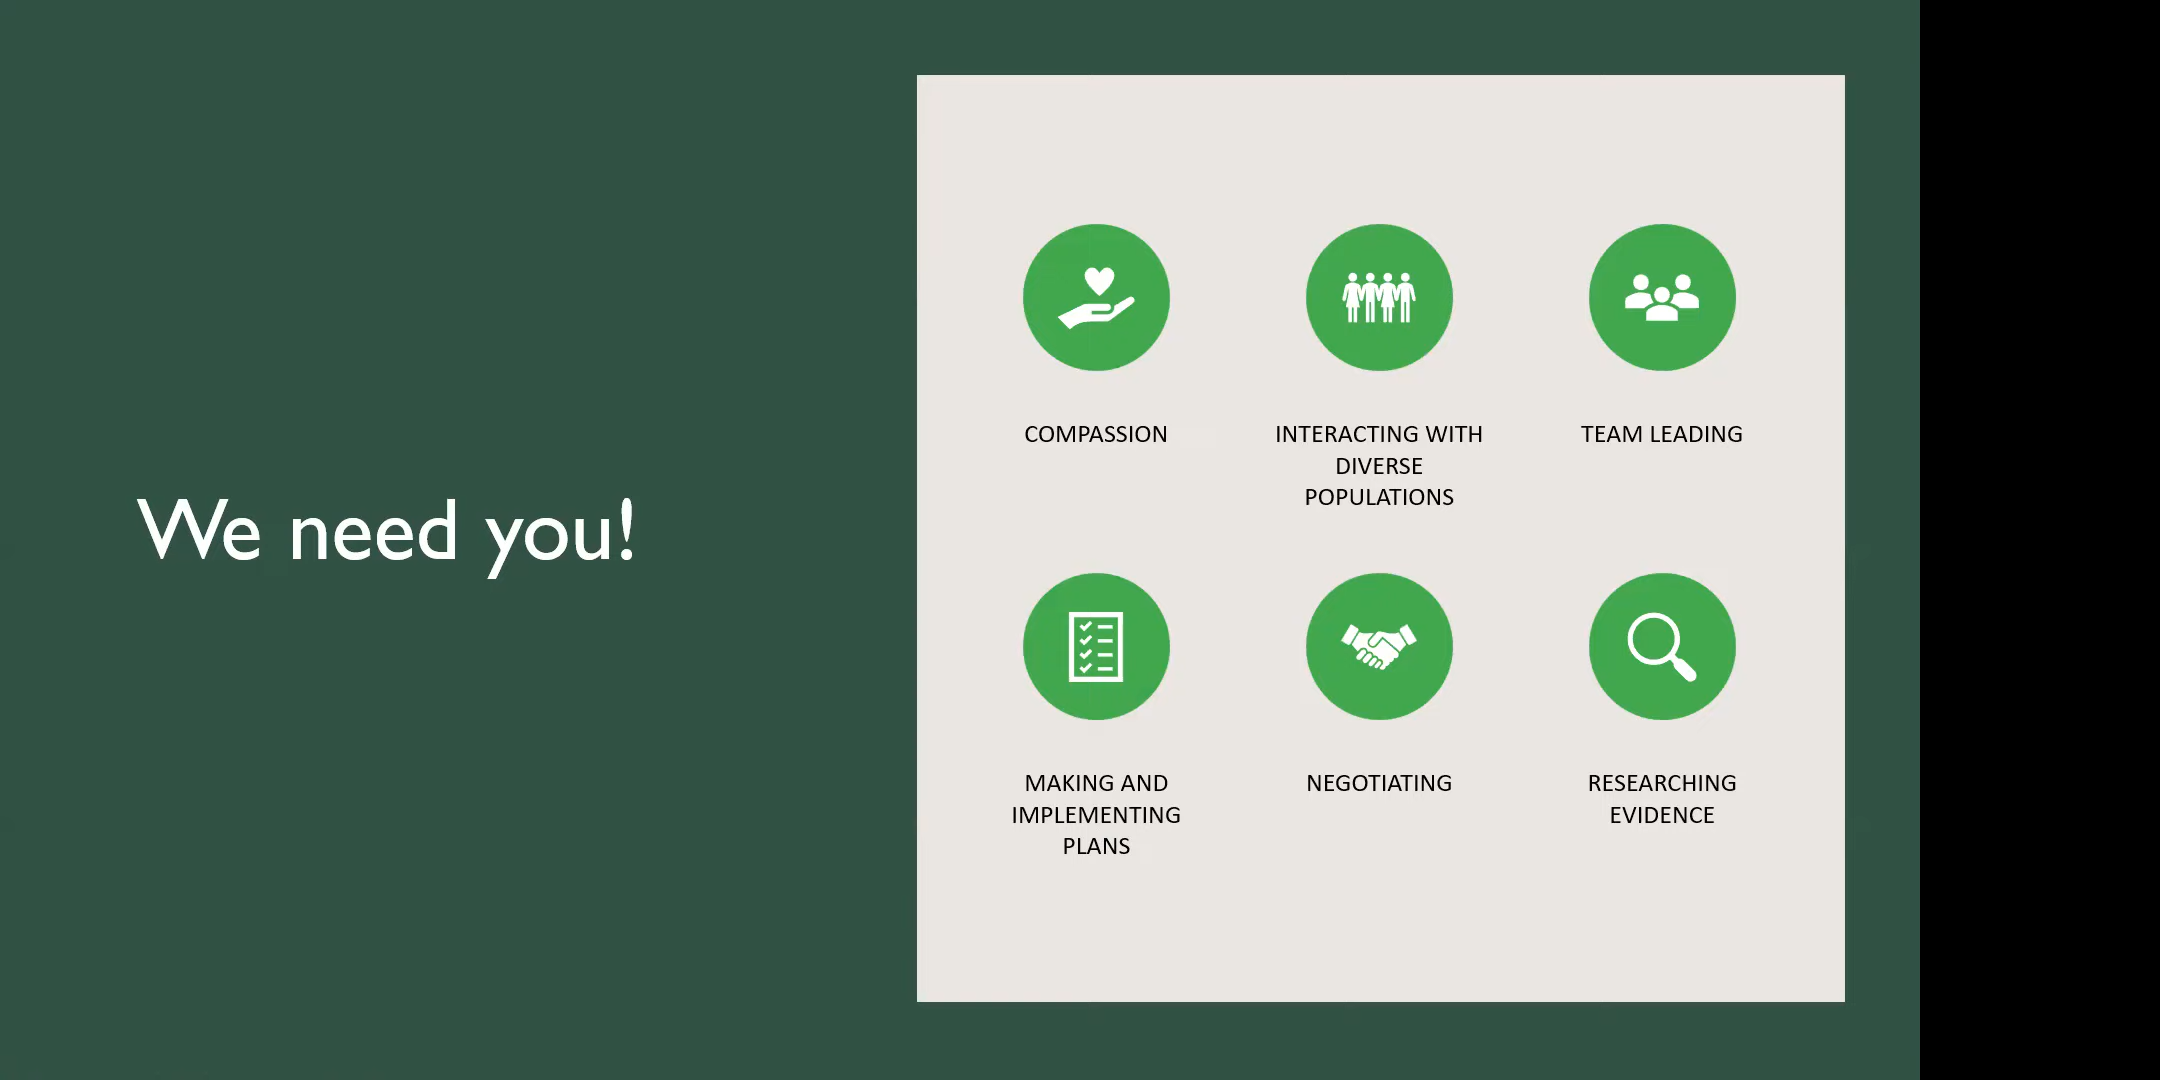 We need you!
COMPASSION
INTERACTING WITH
DIVERSE
POPULATIONS
TEAM LEADING
MAKING AND
IMPLEMENTING
PLANS
NEGOTIATING
RESEARCHING
EVIDENCE